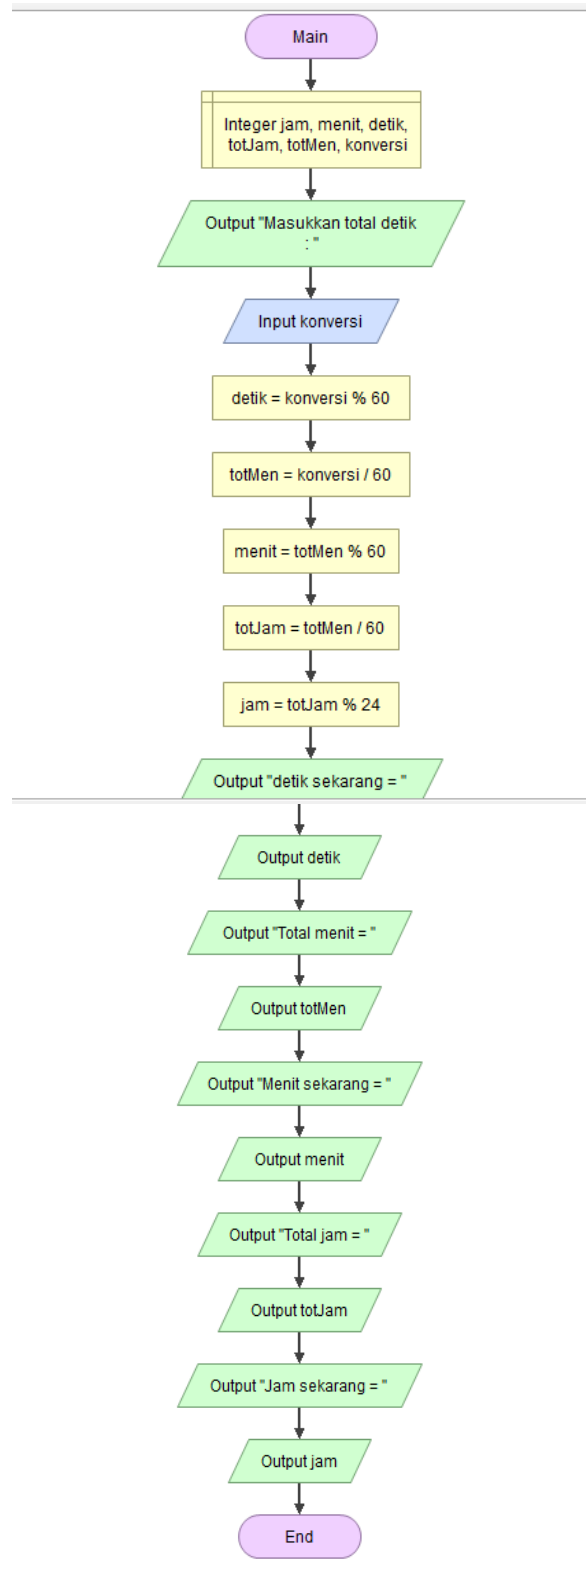 Main
Integer jam, menit, detik,
totJam, totMen, konversi
Output "Masukkan total detik
: "
Input konversi
detik = konversi % 60
totMen = konversi / 60
menit = totMen % 60
totJam = totMen / 60
jam = totJam % 24
Output "detik sekarang = "
Output detik
Output "Total menit = "
Output totMen
Output "Menit sekarang = "
Output menit
Output "Total jam = "
Output totJam
Output "Jam sekarang = "
Output jam
End